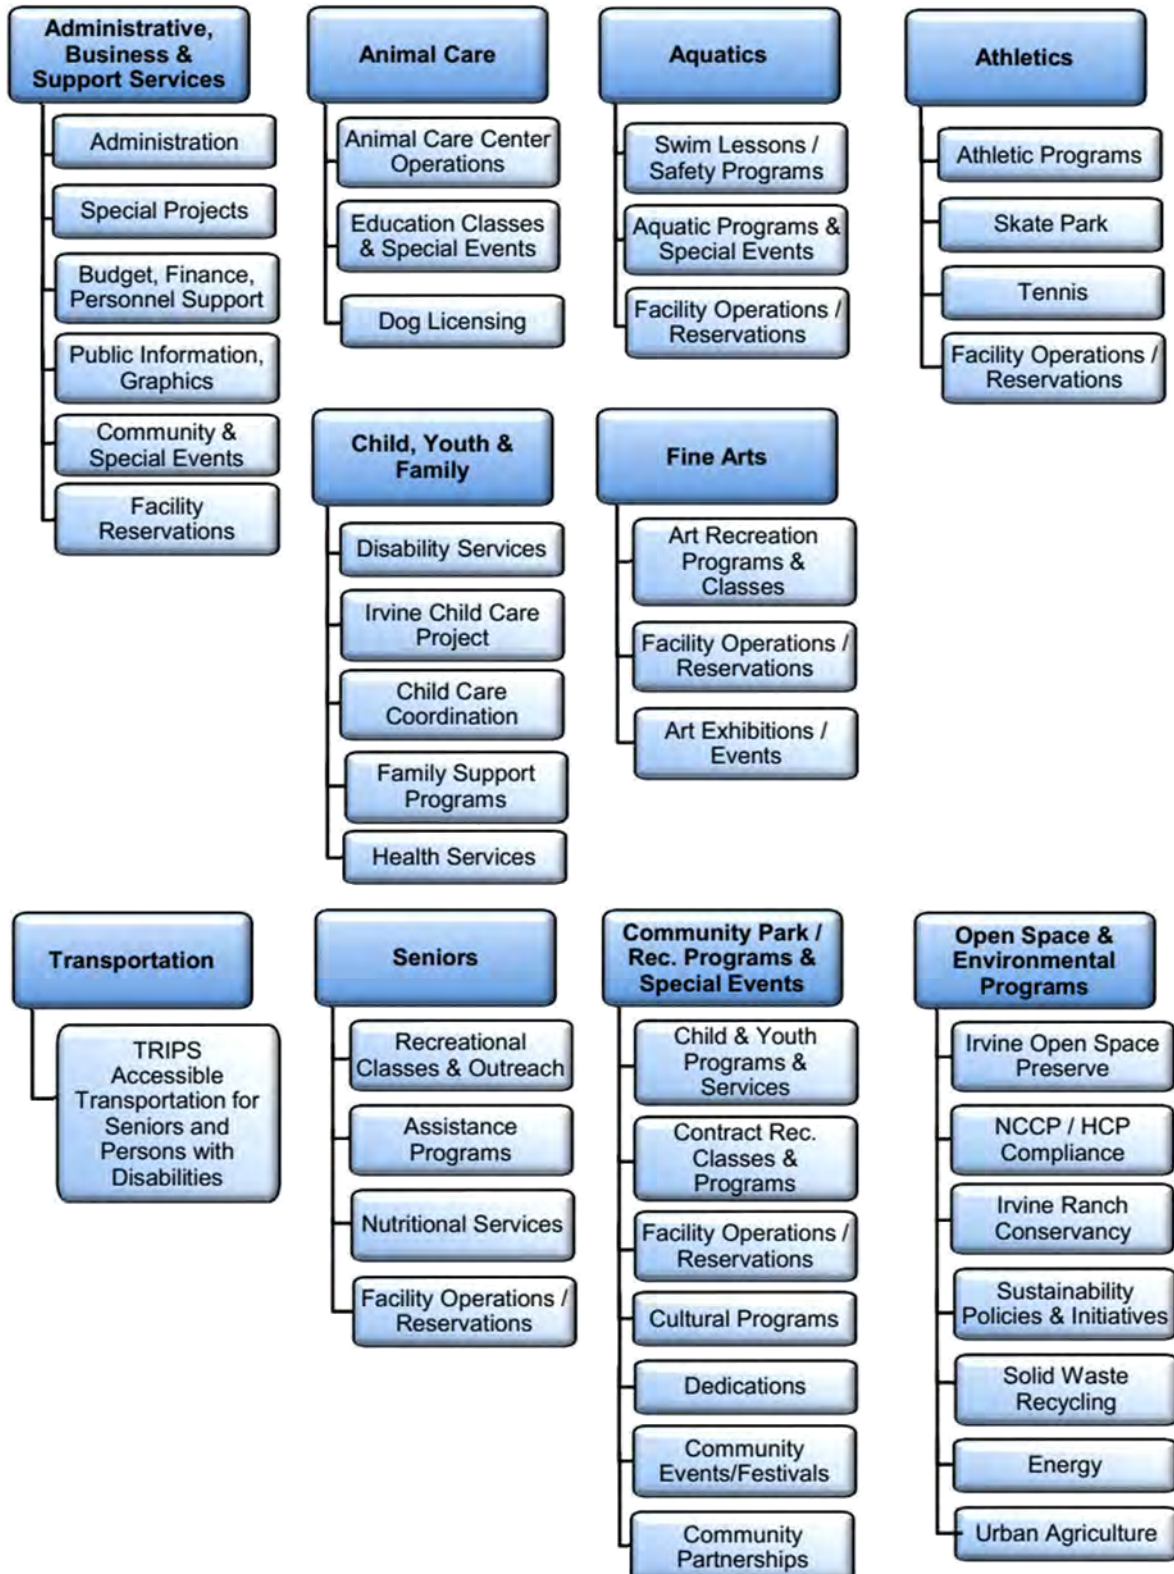 Administrative,
Business &
Support Services
Administration
Special Projects
Budget, Finance,
Personnel Support
Public Information,
Graphics
Community &
Special Events
Facility
Reservations
Animal Care
Animal Care Center
Operations
Education Classes
& Special Events
Dog Licensing
Aquatics
Swim Lessons /
Safety Programs
Aquatic Programs &
Special Events
Facility Operations /
Reservations
Athletics
Athletic Programs
Skate Park
Tennis
Facility Operations /
Reservations
Child, Youth &
Family
Disability Services
Irvine Child Care
Project
Child Care
Coordination
Family Support
Programs
Health Services
Fine Arts
Art Recreation
Programs &
Classes
Facility Operations /
Reservations
Art Exhibitions /
Events
Transportation
TRIPS
Accessible
Transportation for
Seniors and
Persons with
Disabilities
Seniors
Recreational
Classes & Outreach
Assistance
Programs
Nutritional Services
Facility Operations /
Reservations
Community Park /
Rec. Programs &
Special Events
Child & Youth
Programs &
Services
Contract Rec.
Classes &
Programs
Facility Operations /
Reservations
Cultural Programs
Dedications
Community
Events/Festivals
Community
Partnerships
Open Space &
Environmental
Programs
Irvine Open Space
Preserve
NCCP / HCP
Compliance
Irvine Ranch
Conservancy
Sustainability
Policies & Initiatives
Solid Waste
Recycling
Energy
Urban Agriculture